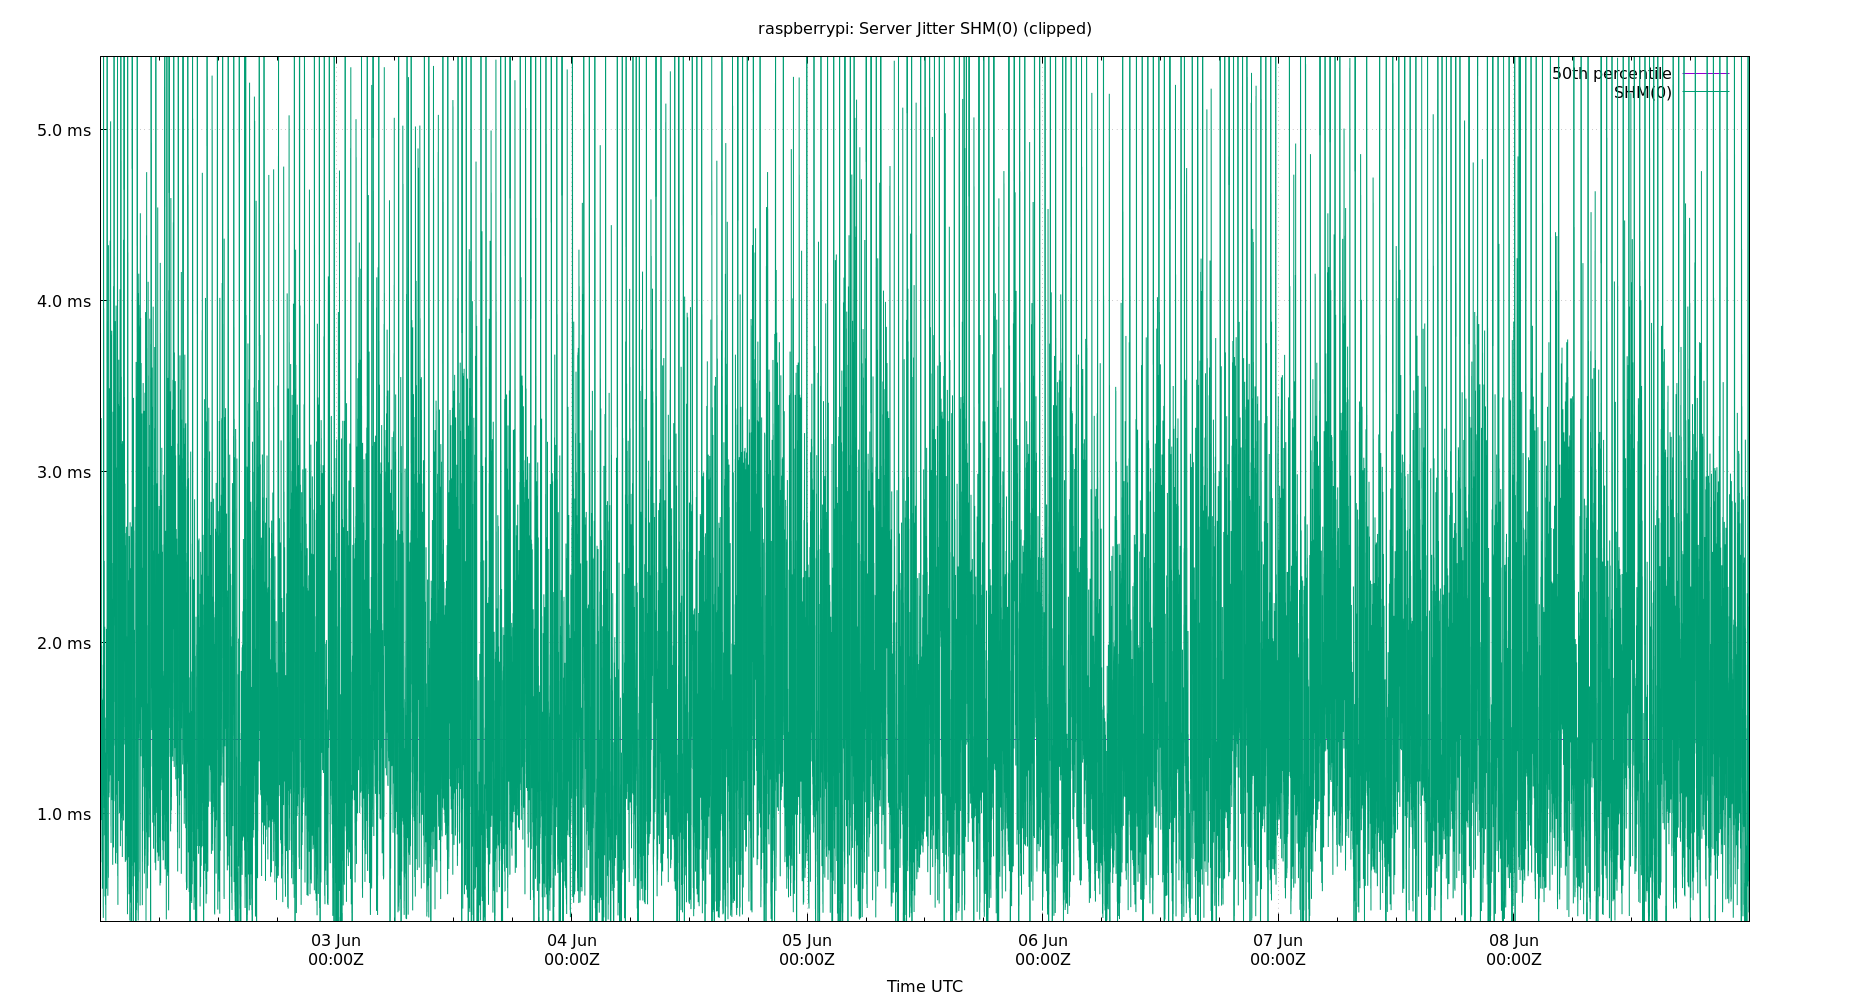 raspberrypi: Server Jitter SHM(0) (clipped)
50th percentile
SHM(0)
5.0 ms
4.0 ms
3.0 ms
2.0 ms
1.0 ms
03 Jun 04 Jun 05 Jun 06 Jun 07 Jun 08 Jun
00:00Z 00:00Z 00:00Z 00:00Z 00:00Z 00:00Z
Time UTC